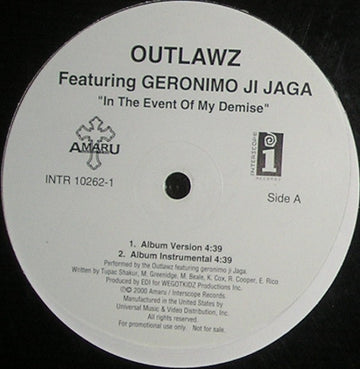 OUTLAWZ
Featuring GERONIMO JI JAGA
"In The Event Of My Demise"
AMARU
INTERSCOPE
RECORDS
i
INTR 10262-1
Side A
1. Album Version 4:39
2. Album Instrumental 4:39
Performed by the Outlawz featuring geronimo ji Jaga.
Written by Tupac Shakur, M. Greenidge, M. Beale, K. Cox, R. Cooper, E. Rico
Produced by EDI for WEGOTKIDZ Productions Inc.
℗© 2000 Amaru / Interscope Records.
Manufactured in the United States by
Universal Music & Video Distribution, Inc.
All rights reserved.
For promotional use only. Not for sale.